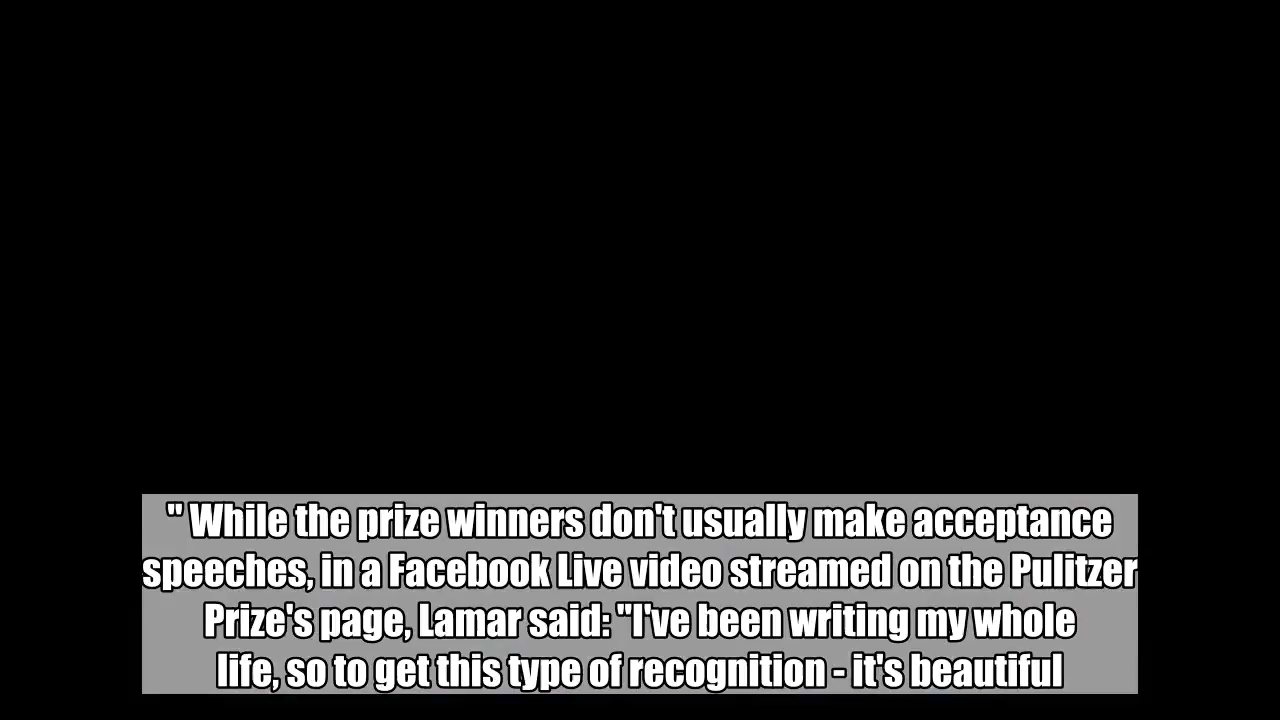 " While the prize winners don't usually make acceptance
speeches, in a Facebook Live video streamed on the Pulitzer
Prize's page, Lamar said: "I've been writing my whole
life, so to get this type of recognition - it's beautiful